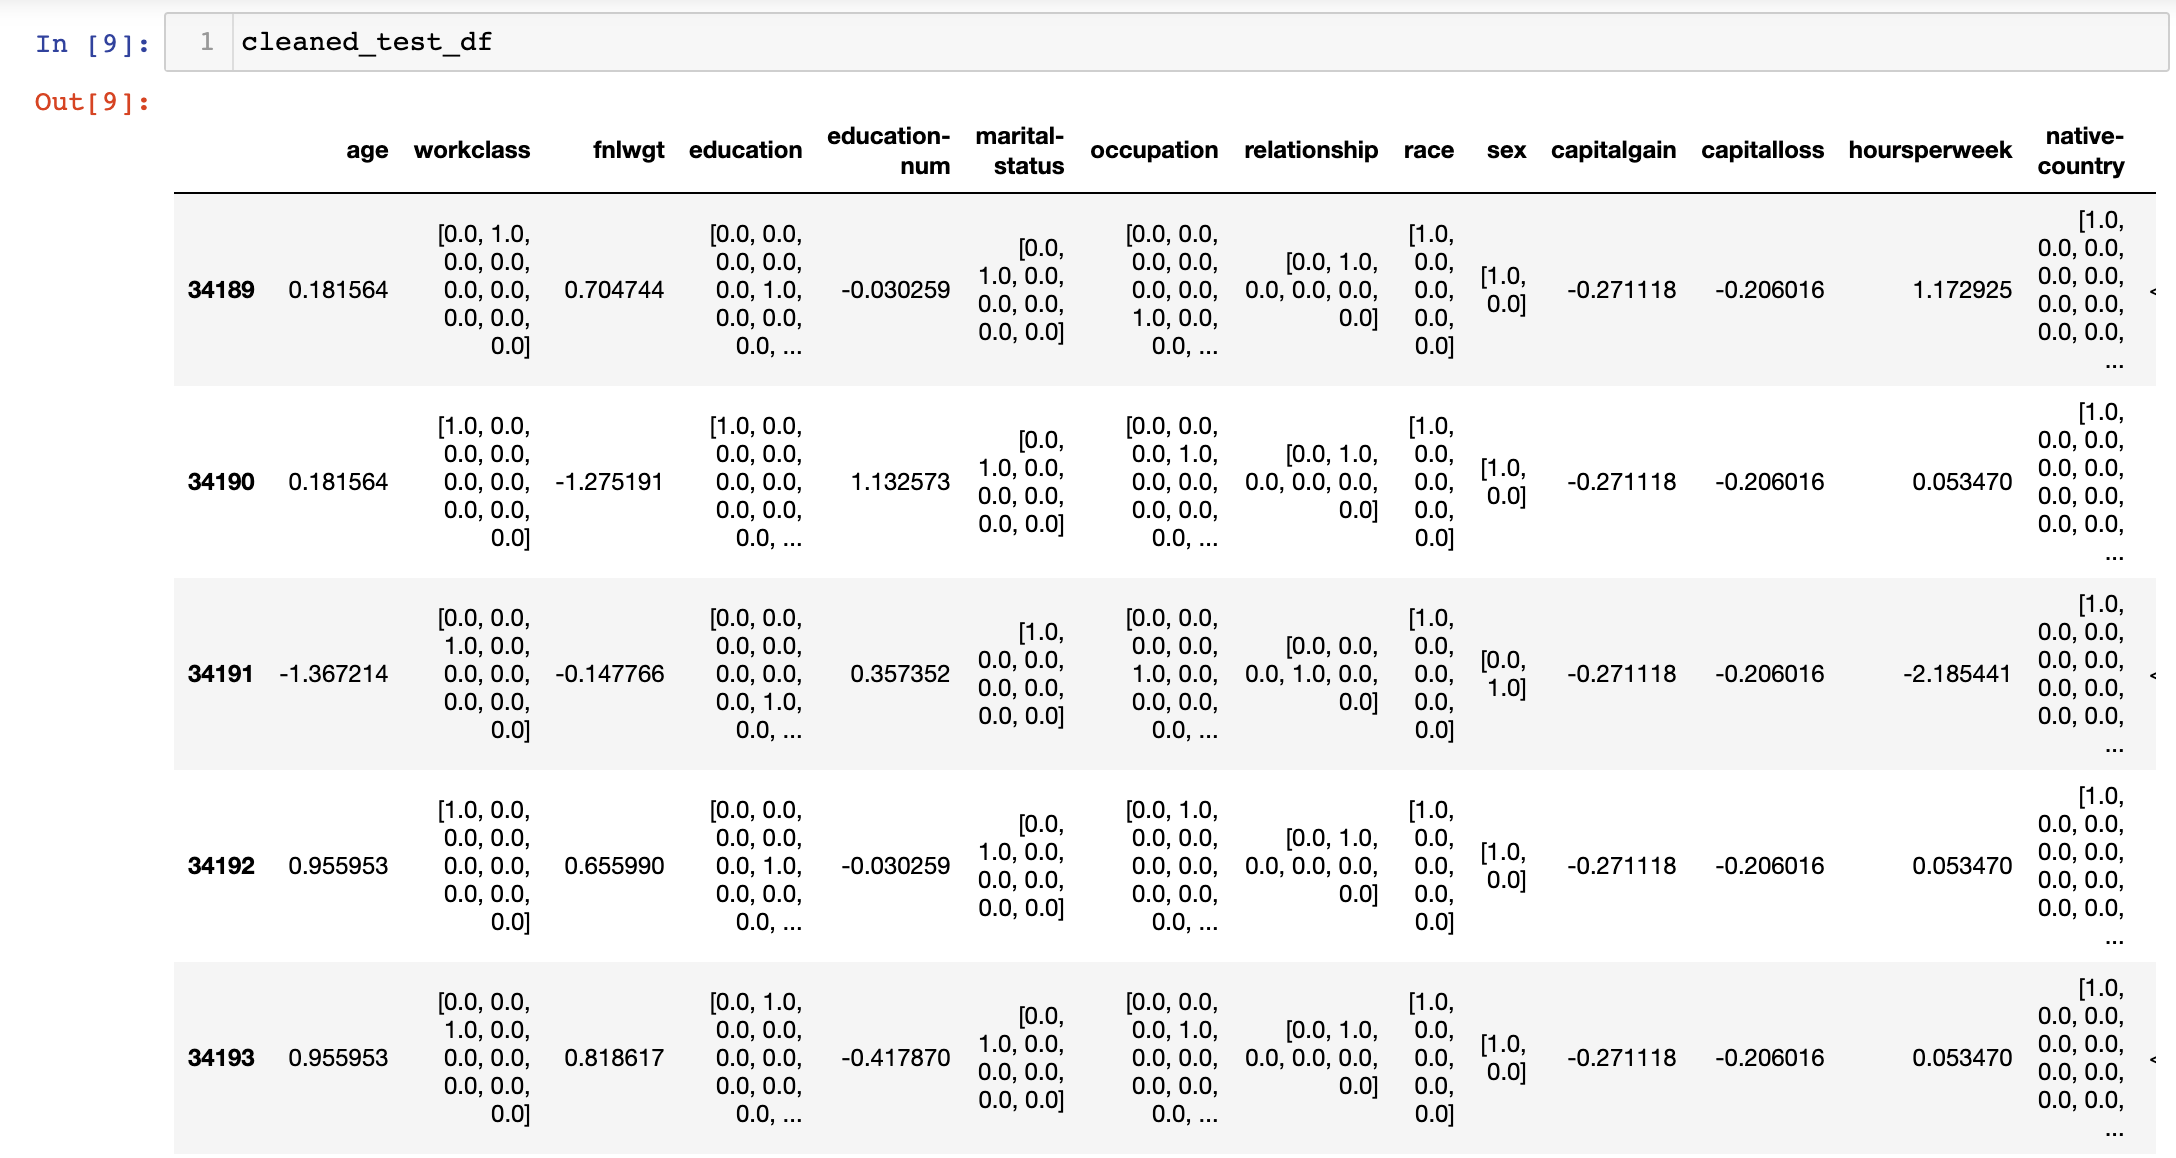 In [9]: 1 cleaned_test_df
Out[9]:
age workclass fnlwgt education education-num marital-status occupation relationship race sex capitalgain capitalloss hoursperweek native-country
34189 0.181564 [0.0, 1.0, 0.0, 0.0, 0.0, 0.0, 0.0, 0.0, 0.0] 0.704744 [0.0, 0.0, 0.0, 0.0, 0.0, 1.0, 0.0, 0.0, 0.0, ... -0.030259 [0.0, 1.0, 0.0, 0.0, 0.0, 0.0, 0.0] [0.0, 0.0, 0.0, 0.0, 0.0, 0.0, 1.0, 0.0, 0.0, ... [0.0, 1.0, 0.0, 0.0, 0.0, 0.0] [1.0, 0.0, 0.0, 0.0, 0.0] [1.0, 0.0] -0.271118 -0.206016 1.172925 [1.0, 0.0, 0.0, 0.0, 0.0, 0.0, 0.0, 0.0, 0.0, ... <
34190 0.181564 [1.0, 0.0, 0.0, 0.0, 0.0, 0.0, 0.0, 0.0, 0.0] -1.275191 [1.0, 0.0, 0.0, 0.0, 0.0, 0.0, 0.0, 0.0, 0.0, ... 1.132573 [0.0, 1.0, 0.0, 0.0, 0.0, 0.0, 0.0] [0.0, 0.0, 0.0, 1.0, 0.0, 0.0, 0.0, 0.0, 0.0, ... [0.0, 1.0, 0.0, 0.0, 0.0, 0.0] [1.0, 0.0, 0.0, 0.0, 0.0] [1.0, 0.0] -0.271118 -0.206016 0.053470 [1.0, 0.0, 0.0, 0.0, 0.0, 0.0, 0.0, 0.0, 0.0, ...
34191 -1.367214 [0.0, 0.0, 1.0, 0.0, 0.0, 0.0, 0.0, 0.0, 0.0] -0.147766 [0.0, 0.0, 0.0, 0.0, 0.0, 0.0, 0.0, 1.0, 0.0, ... 0.357352 [1.0, 0.0, 0.0, 0.0, 0.0, 0.0, 0.0] [0.0, 0.0, 0.0, 0.0, 1.0, 0.0, 0.0, 0.0, 0.0, ... [0.0, 0.0, 0.0, 1.0, 0.0, 0.0] [1.0, 0.0, 0.0, 0.0, 0.0] [0.0, 1.0] -0.271118 -0.206016 -2.185441 [1.0, 0.0, 0.0, 0.0, 0.0, 0.0, 0.0, 0.0, 0.0, ... <
34192 0.955953 [1.0, 0.0, 0.0, 0.0, 0.0, 0.0, 0.0, 0.0, 0.0] 0.655990 [0.0, 0.0, 0.0, 0.0, 0.0, 1.0, 0.0, 0.0, 0.0, ... -0.030259 [0.0, 1.0, 0.0, 0.0, 0.0, 0.0, 0.0] [0.0, 1.0, 0.0, 0.0, 0.0, 0.0, 0.0, 0.0, 0.0, ... [0.0, 1.0, 0.0, 0.0, 0.0, 0.0] [1.0, 0.0, 0.0, 0.0, 0.0] [1.0, 0.0] -0.271118 -0.206016 0.053470 [1.0, 0.0, 0.0, 0.0, 0.0, 0.0, 0.0, 0.0, 0.0, ...
34193 0.955953 [0.0, 0.0, 1.0, 0.0, 0.0, 0.0, 0.0, 0.0, 0.0] 0.818617 [0.0, 1.0, 0.0, 0.0, 0.0, 0.0, 0.0, 0.0, 0.0, ... -0.417870 [0.0, 1.0, 0.0, 0.0, 0.0, 0.0, 0.0] [0.0, 0.0, 0.0, 1.0, 0.0, 0.0, 0.0, 0.0, 0.0, ... [0.0, 1.0, 0.0, 0.0, 0.0, 0.0] [1.0, 0.0, 0.0, 0.0, 0.0] [1.0, 0.0] -0.271118 -0.206016 0.053470 [1.0, 0.0, 0.0, 0.0, 0.0, 0.0, 0.0, 0.0, 0.0, ... <